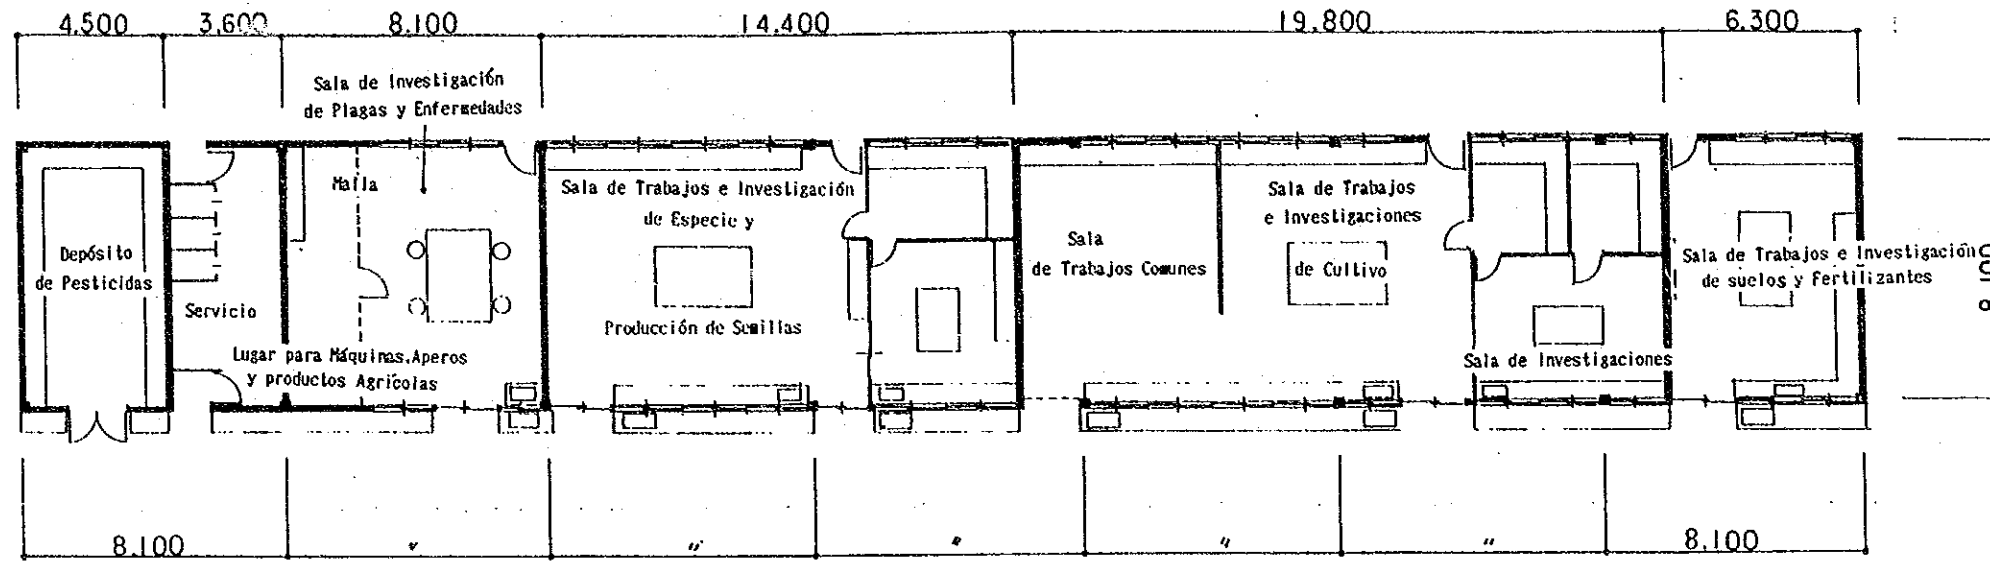 4.500 3.600 8.100 14.400 19.800 6.300
Sala de Investigación
de Plagas y Enfermedades
Malla
Depósito
de Pesticidas
Servicio
Lugar para Máquinas.Aperos
y productos Agrícolas
Sala de Trabajos e Investigación
de Especie y
Producción de Semillas
Sala
de Trabajos Comunes
Sala de Trabajos
e Investigaciones
de Cultivo
Sala de Investigaciones
Sala de Trabajos e Investigación
de suelos y Fertilizantes
8.100 〃 〃 〃 〃 〃 8.100